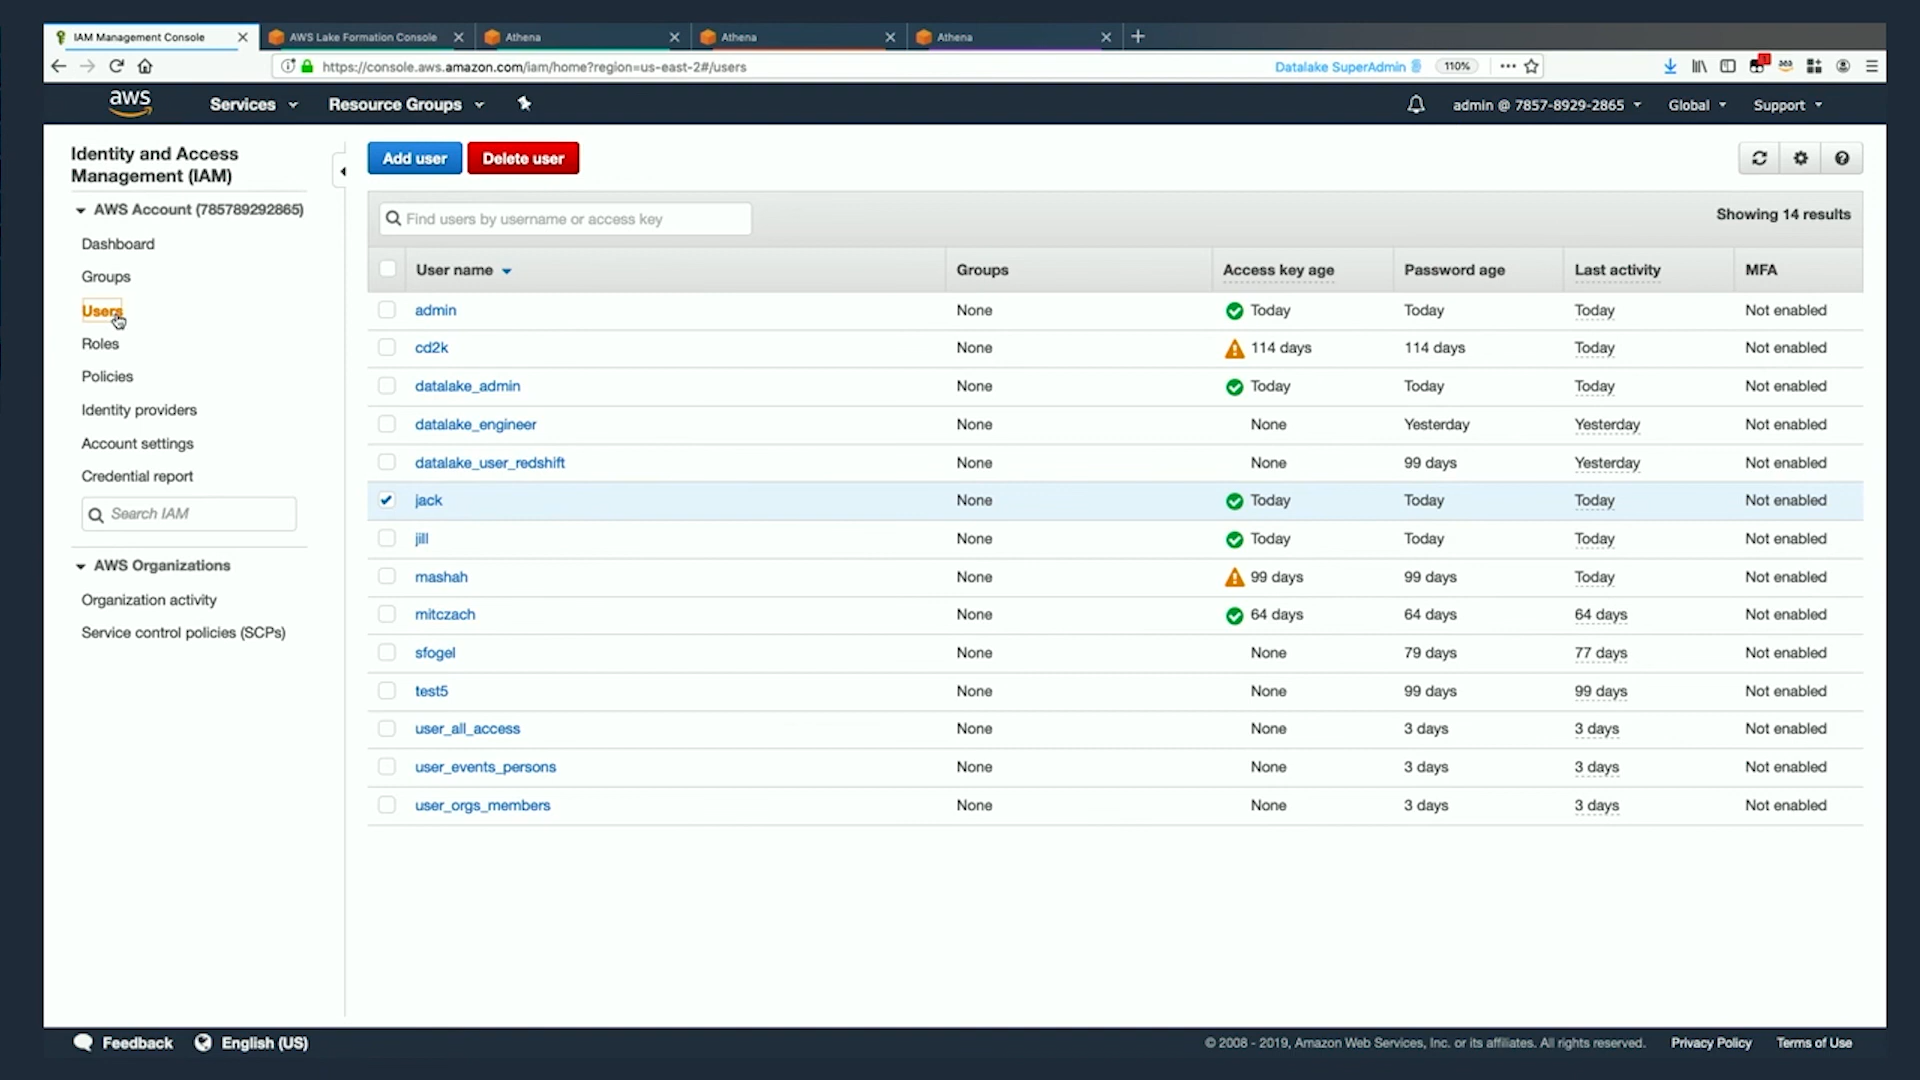 IAM Management Console
AWS Lake Formation Console
Athena
Athena
Athena
https://console.aws.amazon.com/iam/home?region=us-east-2#/users
Datalake SuperAdmin
110%
aws
Services
Resource Groups
admin @ 7857-8929-2865
Global
Support
Identity and Access
Management (IAM)
AWS Account (785789292865)
Dashboard
Groups
Users
Roles
Policies
Identity providers
Account settings
Credential report
Search IAM
AWS Organizations
Organization activity
Service control policies (SCPs)
Add user
Delete user
Find users by username or access key
Showing 14 results
User name Groups Access key age Password age Last activity MFA
admin None Today Today Today Not enabled
cd2k None 114 days 114 days Today Not enabled
datalake_admin None Today Today Today Not enabled
datalake_engineer None None Yesterday Yesterday Not enabled
datalake_user_redshift None None 99 days Yesterday Not enabled
jack None Today Today Today Not enabled
jill None Today Today Today Not enabled
mashah None 99 days 99 days Today Not enabled
mitczach None 64 days 64 days 64 days Not enabled
sfogel None None 79 days 77 days Not enabled
test5 None None 99 days 99 days Not enabled
user_all_access None None 3 days 3 days Not enabled
user_events_persons None None 3 days 3 days Not enabled
user_orgs_members None None 3 days 3 days Not enabled
Feedback
English (US)
© 2008 - 2019, Amazon Web Services, Inc. or its affiliates. All rights reserved.
Privacy Policy
Terms of Use